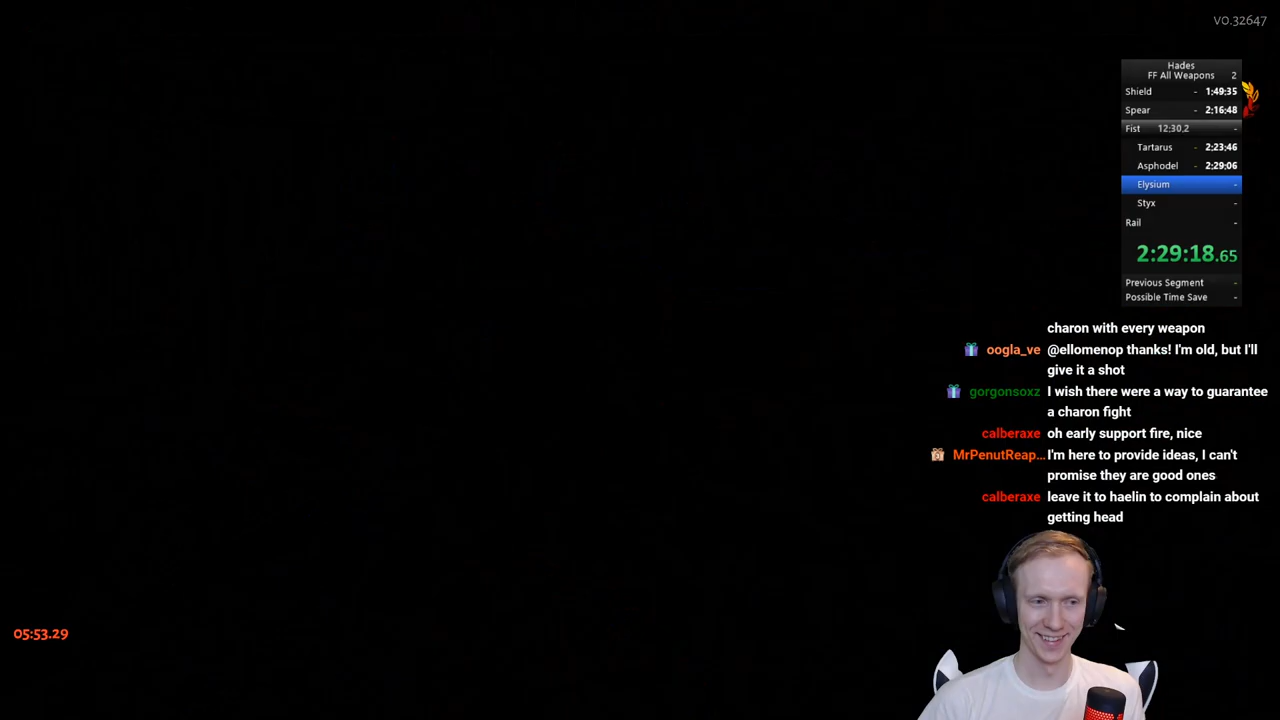 V0.32647
Hades
FF All Weapons 2
Shield - 1:49:35
Spear - 2:16:48
Fist 12:30,2 -
Tartarus - 2:23:46
Asphodel - 2:29:06
Elysium -
Styx -
Rail -
2:29:18.65
Previous Segment -
Possible Time Save -
charon with every weapon
oogla_ve @ellomenop thanks! I'm old, but I'll
give it a shot
gorgonsoxz I wish there were a way to guarantee
a charon fight
calberaxe oh early support fire, nice
MrPenutReap... I'm here to provide ideas, I can't
promise they are good ones
calberaxe leave it to haelin to complain about
getting head
05:53.29